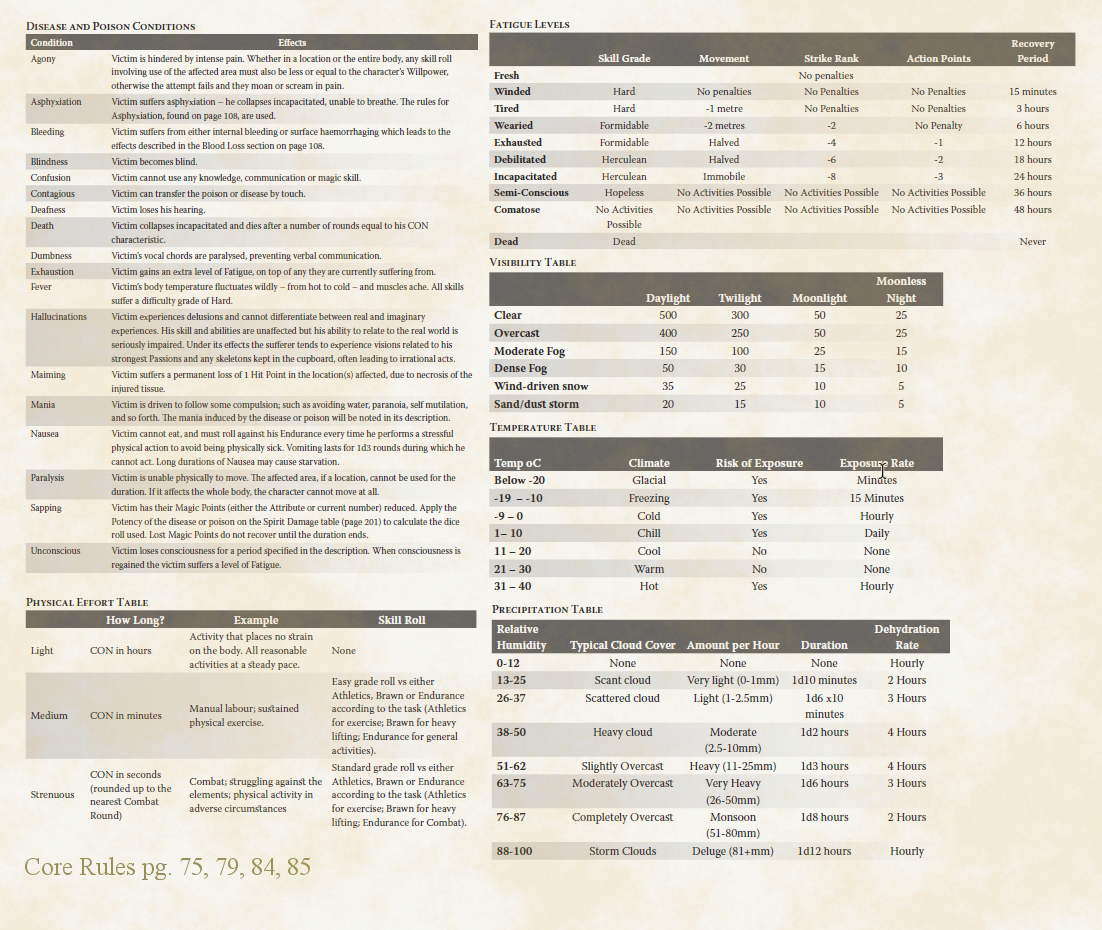 DISEASE AND POISON CONDITIONS
Condition Effects
Agony Victim is hindered by intense pain. Whether in a location or the entire body, any skill roll
involving use of the affected area must also be less or equal to the character's Willpower,
otherwise the attempt fails and they moan or scream in pain.
Asphyxiation Victim suffers asphyxiation – he collapses incapacitated, unable to breathe. The rules for
Asphyxiation, found on page 108, are used.
Bleeding Victim suffers from either internal bleeding or surface haemorrhaging which leads to the
effects described in the Blood Loss section on page 108.
Blindness Victim becomes blind.
Confusion Victim cannot use any knowledge, communication or magic skill.
Contagious Victim can transfer the poison or disease by touch.
Deafness Victim loses his hearing.
Death Victim collapses incapacitated and dies after a number of rounds equal to his CON
characteristic.
Dumbness Victim's vocal chords are paralysed, preventing verbal communication.
Exhaustion Victim gains an extra level of Fatigue, on top of any they are currently suffering from.
Fever Victim's body temperature fluctuates wildly – from hot to cold – and muscles ache. All skills
suffer a difficulty grade of Hard.
Hallucinations Victim experiences delusions and cannot differentiate between real and imaginary
experiences. His skill and abilities are unaffected but his ability to relate to the real world is
seriously impaired. Under its effects the sufferer tends to experience visions related to his
strongest Passions and any skeletons kept in the cupboard, often leading to irrational acts.
Maiming Victim suffers a permanent loss of 1 Hit Point in the location(s) affected, due to necrosis of the
injured tissue.
Mania Victim is driven to follow some compulsion; such as avoiding water, paranoia, self mutilation,
and so forth. The mania induced by the disease or poison will be noted in its description.
Nausea Victim cannot eat, and must roll against his Endurance every time he performs a stressful
physical action to avoid being physically sick. Vomiting lasts for 1d3 rounds during which he
cannot act. Long durations of Nausea may cause starvation.
Paralysis Victim is unable physically to move. The affected area, if a location, cannot be used for the
duration. If it affects the whole body, the character cannot move at all.
Sapping Victim has their Magic Points (either the Attribute or current number) reduced. Apply the
Potency of the disease or poison on the Spirit Damage table (page 201) to calculate the dice
roll used. Lost Magic Points do not recover until the duration ends.
Unconscious Victim loses consciousness for a period specified in the description. When consciousness is
regained the victim suffers a level of Fatigue.
PHYSICAL EFFORT TABLE
How Long? Example Skill Roll
Light CON in hours Activity that places no strain
on the body. All reasonable
activities at a steady pace. None
Medium CON in minutes Manual labour; sustained
physical exercise. Easy grade roll vs either
Athletics, Brawn or Endurance
according to the task (Athletics
for exercise; Brawn for heavy
lifting; Endurance for general
activities).
Strenuous CON in seconds
(rounded up to the
nearest Combat
Round) Combat; struggling against the
elements; physical activity in
adverse circumstances Standard grade roll vs either
Athletics, Brawn or Endurance
according to the task (Athletics
for exercise; Brawn for heavy
lifting; Endurance for Combat).
Core Rules pg. 75, 79, 84, 85
FATIGUE LEVELS
Skill Grade Movement Strike Rank Action Points Recovery
Period
Fresh No penalties
Winded Hard No penalties No Penalties No Penalties 15 minutes
Tired Hard -1 metre No Penalties No Penalties 3 hours
Wearied Formidable -2 metres -2 No Penalty 6 hours
Exhausted Formidable Halved -4 -1 12 hours
Debilitated Herculean Halved -6 -2 18 hours
Incapacitated Herculean Immobile -8 -3 24 hours
Semi-Conscious Hopeless No Activities Possible No Activities Possible No Activities Possible 36 hours
Comatose No Activities
Possible No Activities Possible No Activities Possible No Activities Possible 48 hours
Dead Dead Never
VISIBILITY TABLE
Daylight Twilight Moonlight Moonless
Night
Clear 500 300 50 25
Overcast 400 250 50 25
Moderate Fog 150 100 25 15
Dense Fog 50 30 15 10
Wind-driven snow 35 25 10 5
Sand/dust storm 20 15 10 5
TEMPERATURE TABLE
Temp oC Climate Risk of Exposure Exposure Rate
Below -20 Glacial Yes Minutes
-19 – -10 Freezing Yes 15 Minutes
-9 – 0 Cold Yes Hourly
1– 10 Chill Yes Daily
11 – 20 Cool No None
21 – 30 Warm No None
31 – 40 Hot Yes Hourly
PRECIPITATION TABLE
Relative
Humidity Typical Cloud Cover Amount per Hour Duration Dehydration
Rate
0-12 None None None Hourly
13-25 Scant cloud Very light (0-1mm) 1d10 minutes 2 Hours
26-37 Scattered cloud Light (1-2.5mm) 1d6 x10
minutes 3 Hours
38-50 Heavy cloud Moderate
(2.5-10mm) 1d2 hours 4 Hours
51-62 Slightly Overcast Heavy (11-25mm) 1d3 hours 4 Hours
63-75 Moderately Overcast Very Heavy
(26-50mm) 1d6 hours 3 Hours
76-87 Completely Overcast Monsoon
(51-80mm) 1d8 hours 2 Hours
88-100 Storm Clouds Deluge (81+mm) 1d12 hours Hourly